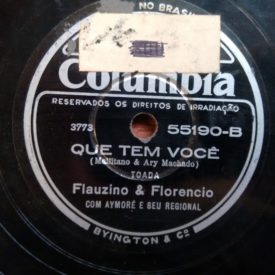 NO BRASIL
Columbia
RESERVADOS OS DIREITOS DE IRRADIAÇÃO
3773
55190-B
QUE TEM VOCÊ
(Mellitano & Ary Machado)
TOADA
Flauzino & Florencio
COM AYMORÉ E SEU REGIONAL
BYINGTON & Cº